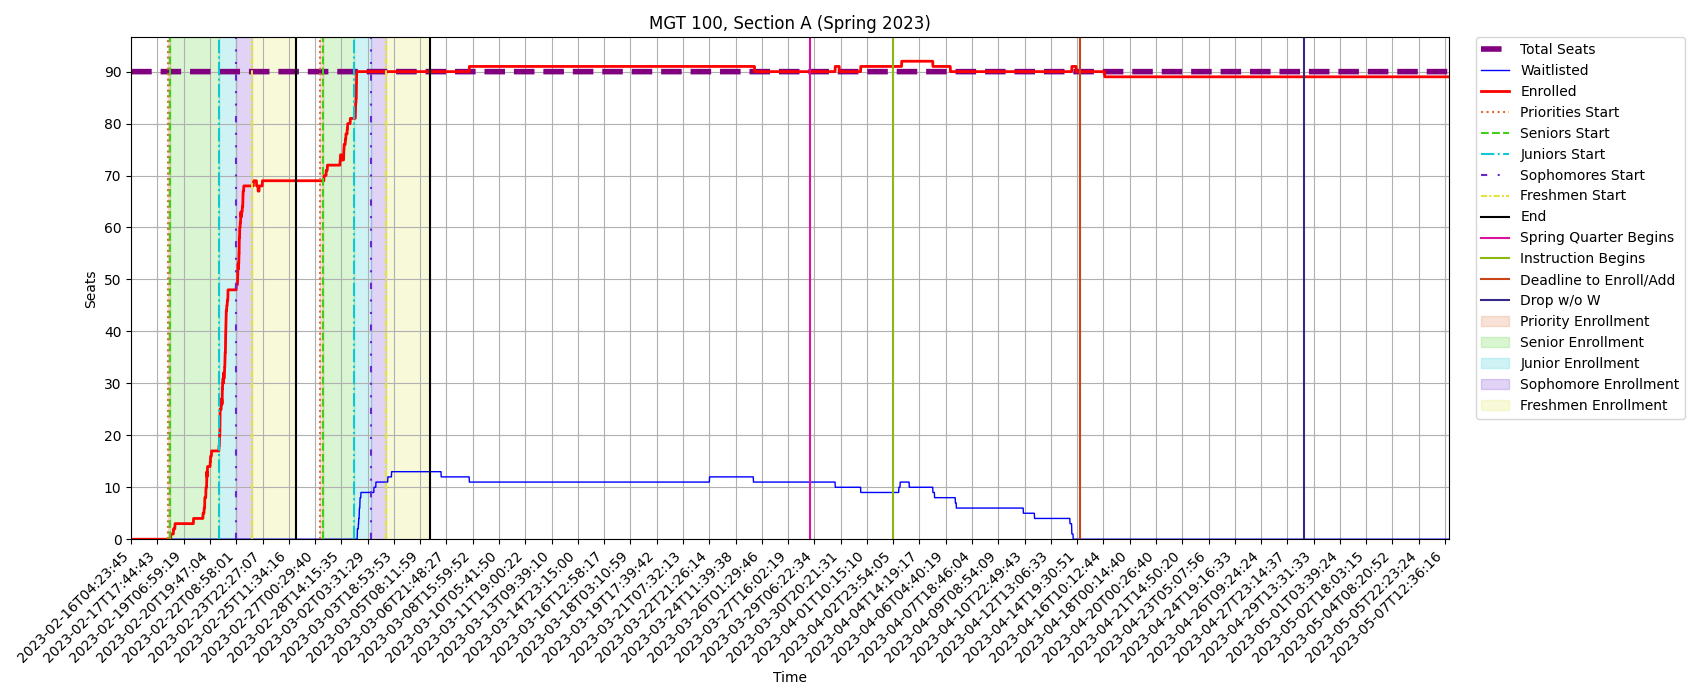 MGT 100, Section A (Spring 2023)
Seats
90
80
70
60
50
40
30
20
10
0
2023-02-16T04:23:45
2023-02-17T17:44:43
2023-02-19T06:59:19
2023-02-20T19:47:04
2023-02-22T08:58:01
2023-02-23T22:27:07
2023-02-25T11:34:16
2023-02-27T00:29:40
2023-02-28T14:15:35
2023-03-02T03:31:29
2023-03-03T18:53:53
2023-03-05T08:11:59
2023-03-06T21:48:27
2023-03-08T15:59:52
2023-03-10T05:41:50
2023-03-11T19:00:22
2023-03-13T09:39:10
2023-03-14T23:15:00
2023-03-16T12:58:17
2023-03-18T03:10:59
2023-03-19T17:39:42
2023-03-21T07:32:13
2023-03-22T21:26:14
2023-03-24T11:39:38
2023-03-26T01:29:46
2023-03-27T16:02:19
2023-03-29T06:22:34
2023-03-30T20:21:31
2023-04-01T10:15:10
2023-04-02T23:54:05
2023-04-04T14:19:17
2023-04-06T04:40:19
2023-04-07T18:46:04
2023-04-09T08:54:09
2023-04-10T22:49:43
2023-04-12T13:06:33
2023-04-14T19:30:51
2023-04-16T10:12:44
2023-04-18T00:14:40
2023-04-20T00:26:40
2023-04-21T14:50:20
2023-04-23T05:07:56
2023-04-24T19:16:33
2023-04-26T09:24:24
2023-04-27T23:14:37
2023-04-29T13:31:33
2023-05-01T03:39:24
2023-05-02T18:03:15
2023-05-04T08:20:52
2023-05-05T22:23:24
2023-05-07T12:36:16
Time
Total Seats
Waitlisted
Enrolled
Priorities Start
Seniors Start
Juniors Start
Sophomores Start
Freshmen Start
End
Spring Quarter Begins
Instruction Begins
Deadline to Enroll/Add
Drop w/o W
Priority Enrollment
Senior Enrollment
Junior Enrollment
Sophomore Enrollment
Freshmen Enrollment